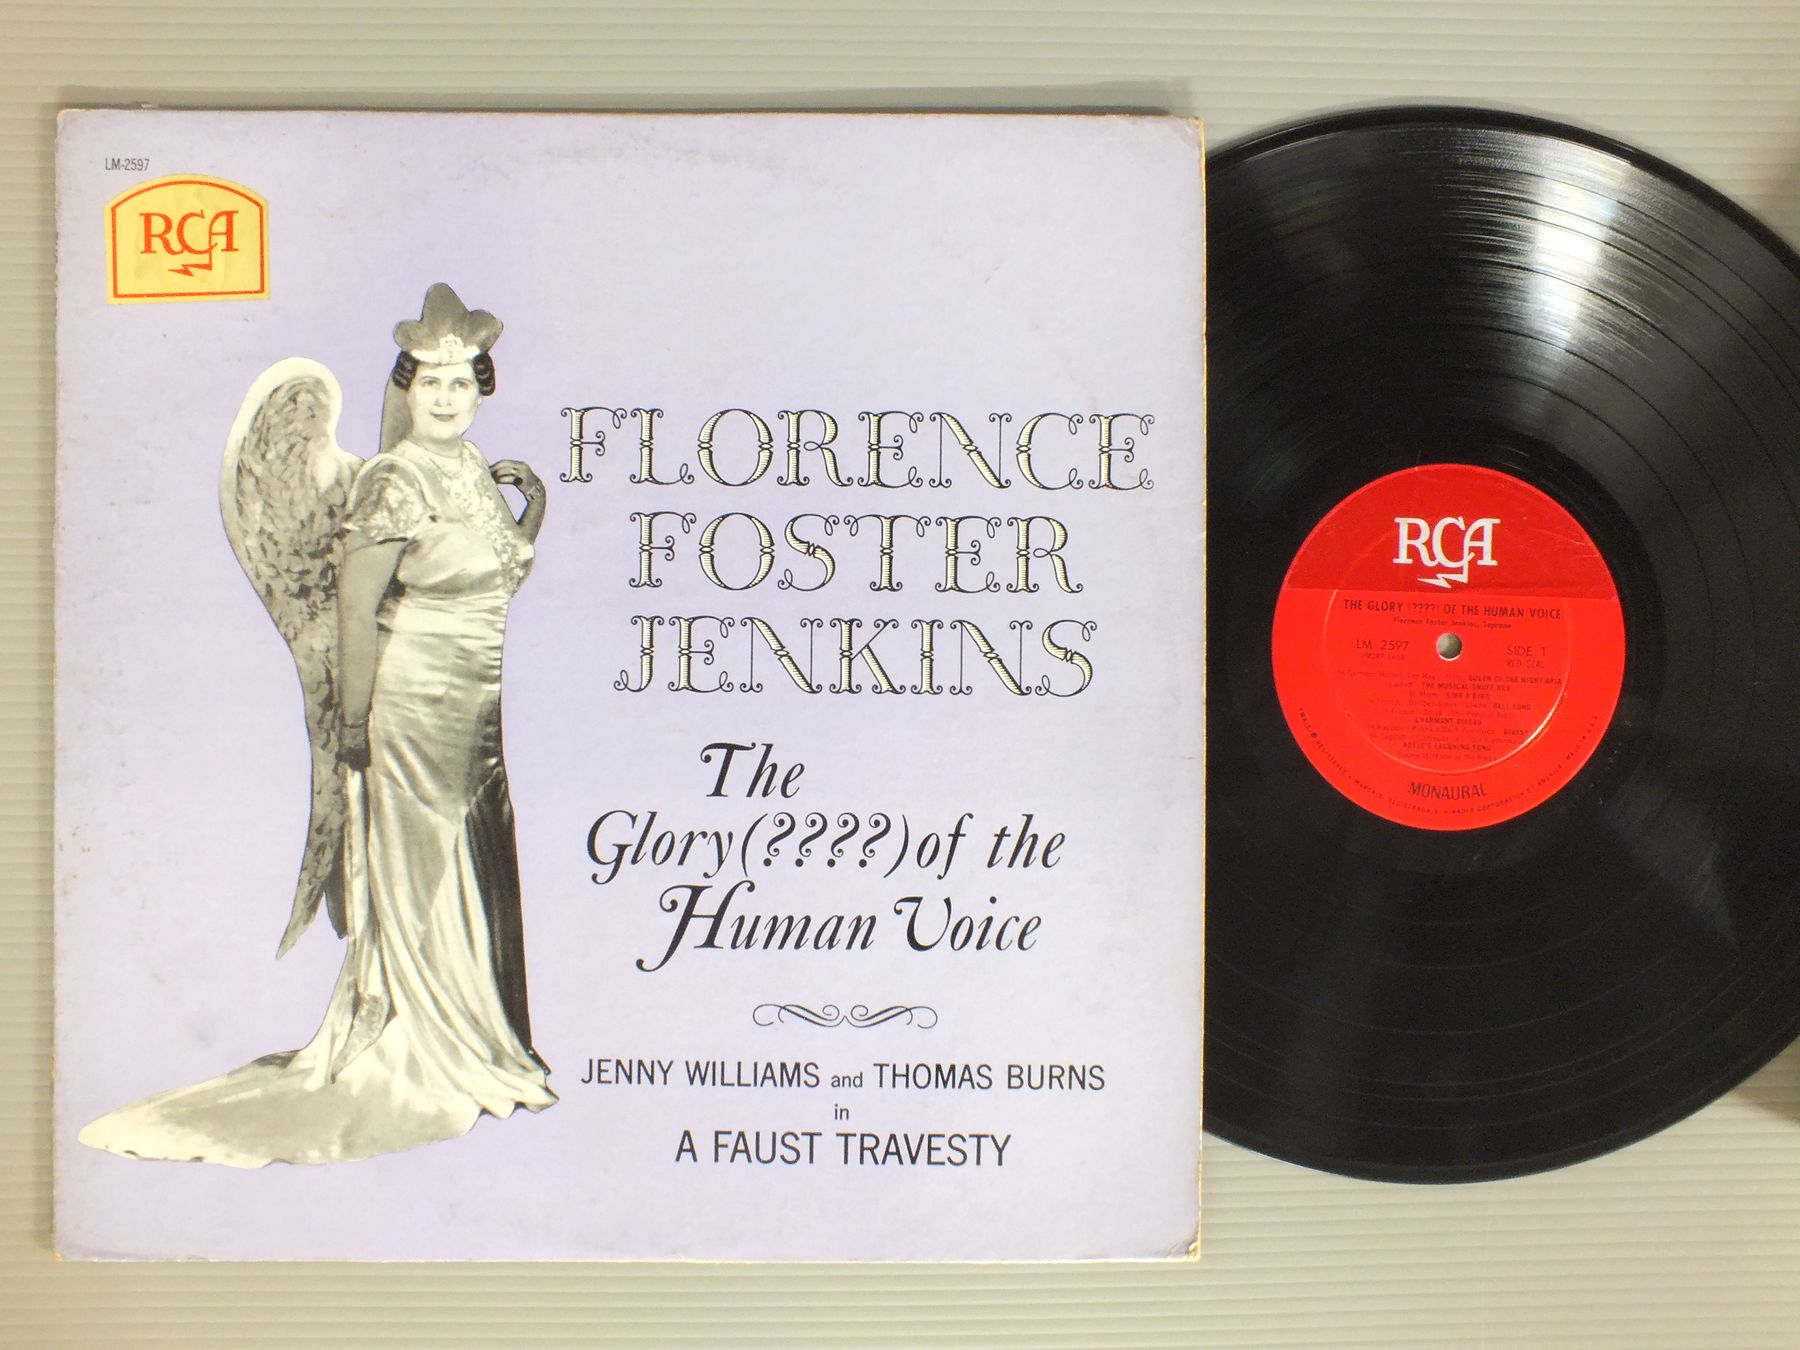 LM-2597
RCA
FLORENCE
FOSTER
JENKINS
The
Glory (????) of the
Human Voice
JENNY WILLIAMS and THOMAS BURNS
in
A FAUST TRAVESTY
RCA
THE GLORY (????) OF THE HUMAN VOICE
Florence Foster Jenkins, Soprano
LM 2597
SIDE 1
RED SEAL
QUEEN OF THE NIGHT ARIA
THE MUSICAL SNUFF BOX
LIKE A BIRD
BELL SONG
CHARMANT OISEAU
ADELE'S LAUGHING SONG
MONAURAL